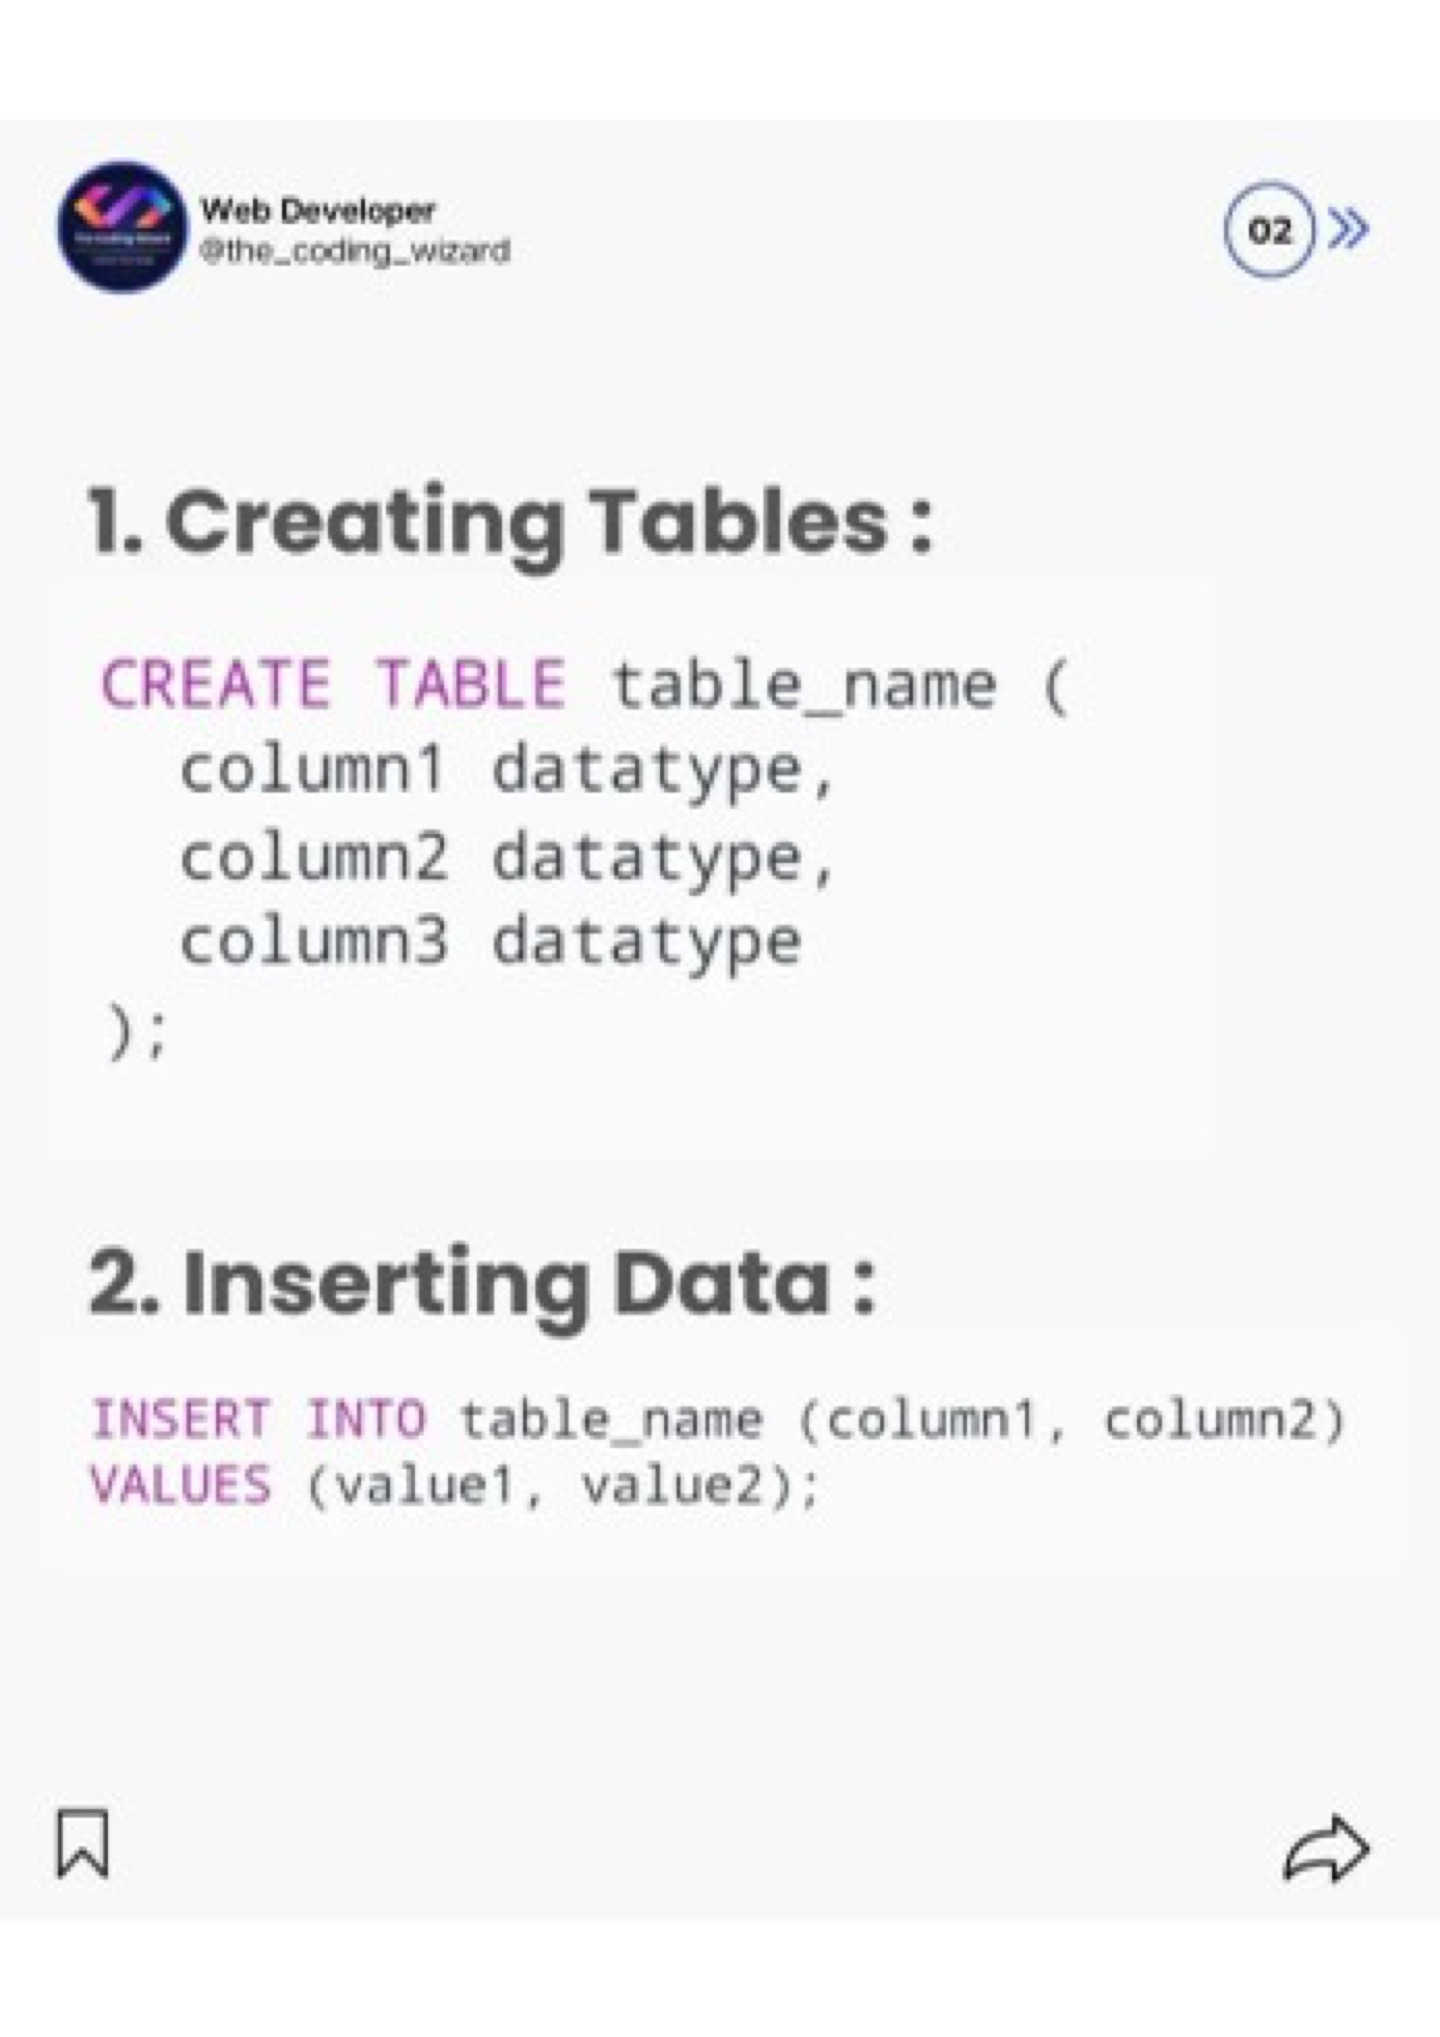 Web Developer
@the_coding_wizard
02
1. Creating Tables :
CREATE TABLE table_name (
  column1 datatype,
  column2 datatype,
  column3 datatype
);
2. Inserting Data :
INSERT INTO table_name (column1, column2)
VALUES (value1, value2);